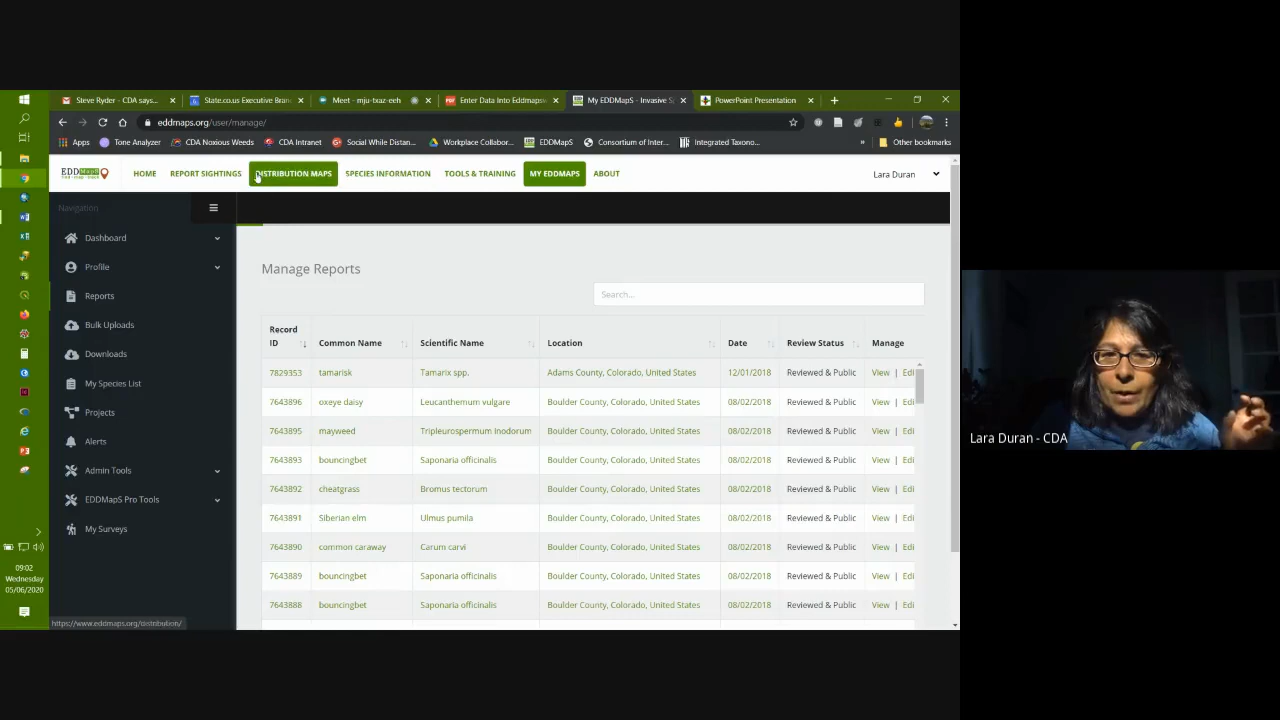 Steve Ryder - CDA says...
State.co.us Executive Bran
Meet - mju-txaz-eeh
Enter Data Into Eddmaps
My EDDMapS - Invasive S
PowerPoint Presentation
eddmaps.org/user/manage/
Apps
Tone Analyzer
CDA Noxious Weeds
CDA Intranet
Social While Distan...
Workplace Collabor...
EDDMapS
Consortium of Inter...
Integrated Taxono...
Other bookmarks
EDDMapS
HOME
REPORT SIGHTINGS
DISTRIBUTION MAPS
SPECIES INFORMATION
TOOLS & TRAINING
MY EDDMAPS
ABOUT
Lara Duran
Navigation
Dashboard
Profile
Reports
Bulk Uploads
Downloads
My Species List
Projects
Alerts
Admin Tools
EDDMapS Pro Tools
My Surveys
Manage Reports
Search...
Record ID Common Name Scientific Name Location Date Review Status Manage
7829353 tamarisk Tamarix spp. Adams County, Colorado, United States 12/01/2018 Reviewed & Public View | Edi
7643896 oxeye daisy Leucanthemum vulgare Boulder County, Colorado, United States 08/02/2018 Reviewed & Public View | Edi
7643895 mayweed Tripleurospermum inodorum Boulder County, Colorado, United States 08/02/2018 Reviewed & Public View | Edi
7643893 bouncingbet Saponaria officinalis Boulder County, Colorado, United States 08/02/2018 Reviewed & Public View | Edi
7643892 cheatgrass Bromus tectorum Boulder County, Colorado, United States 08/02/2018 Reviewed & Public View | Edi
7643891 Siberian elm Ulmus pumila Boulder County, Colorado, United States 08/02/2018 Reviewed & Public View | Edi
7643890 common caraway Carum carvi Boulder County, Colorado, United States 08/02/2018 Reviewed & Public View | Edi
7643889 bouncingbet Saponaria officinalis Boulder County, Colorado, United States 08/02/2018 Reviewed & Public View | Edi
7643888 bouncingbet Saponaria officinalis Boulder County, Colorado, United States 08/02/2018 Reviewed & Public View | Edi
https://www.eddmaps.org/distribution/
09:02
Wednesday
05/06/2020
Lara Duran - CDA